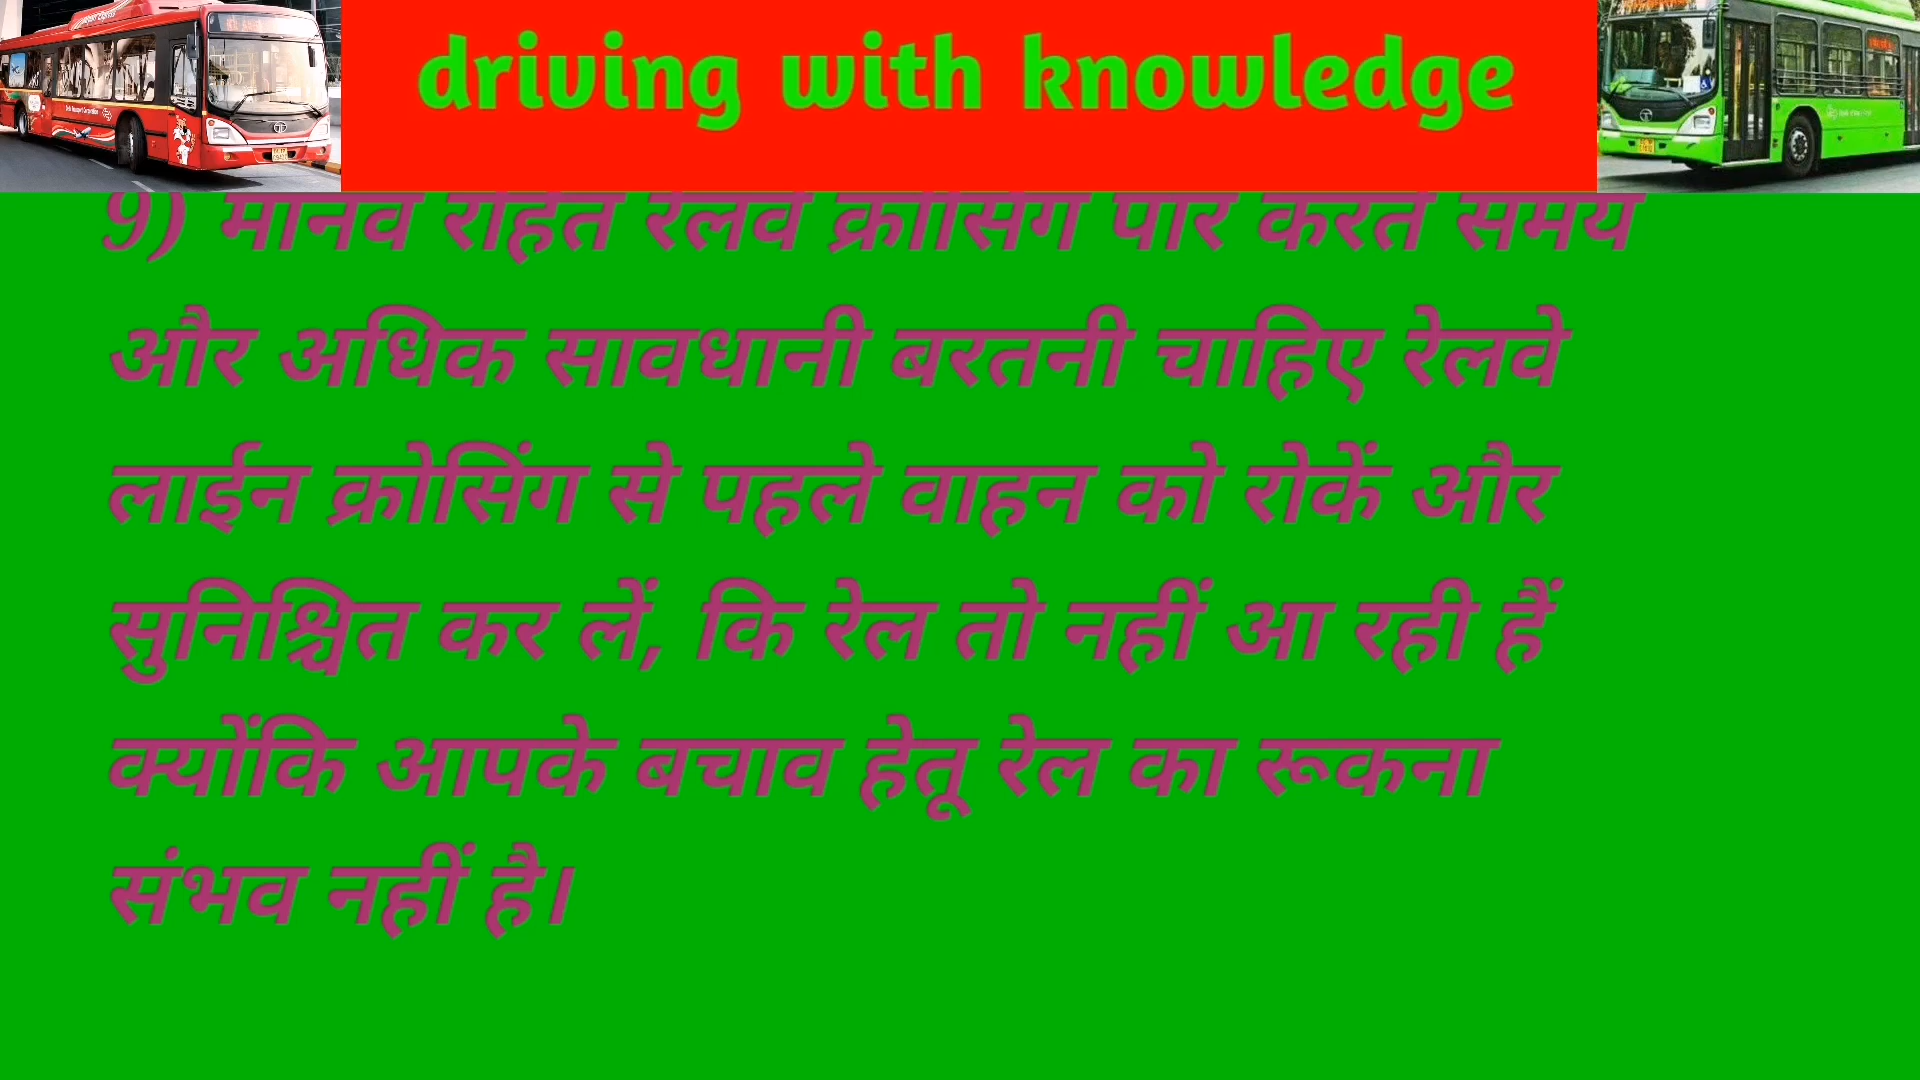 driving with knowledge
9) मानव रहित रेलवे क्रोसिंग पार करते समय
और अधिक सावधानी बरतनी चाहिए रेलवे
लाईन क्रोसिंग से पहले वाहन को रोकें और
सुनिश्चित कर लें, कि रेल तो नहीं आ रही हैं
क्योंकि आपके बचाव हेतू रेल का रूकना
संभव नहीं है।